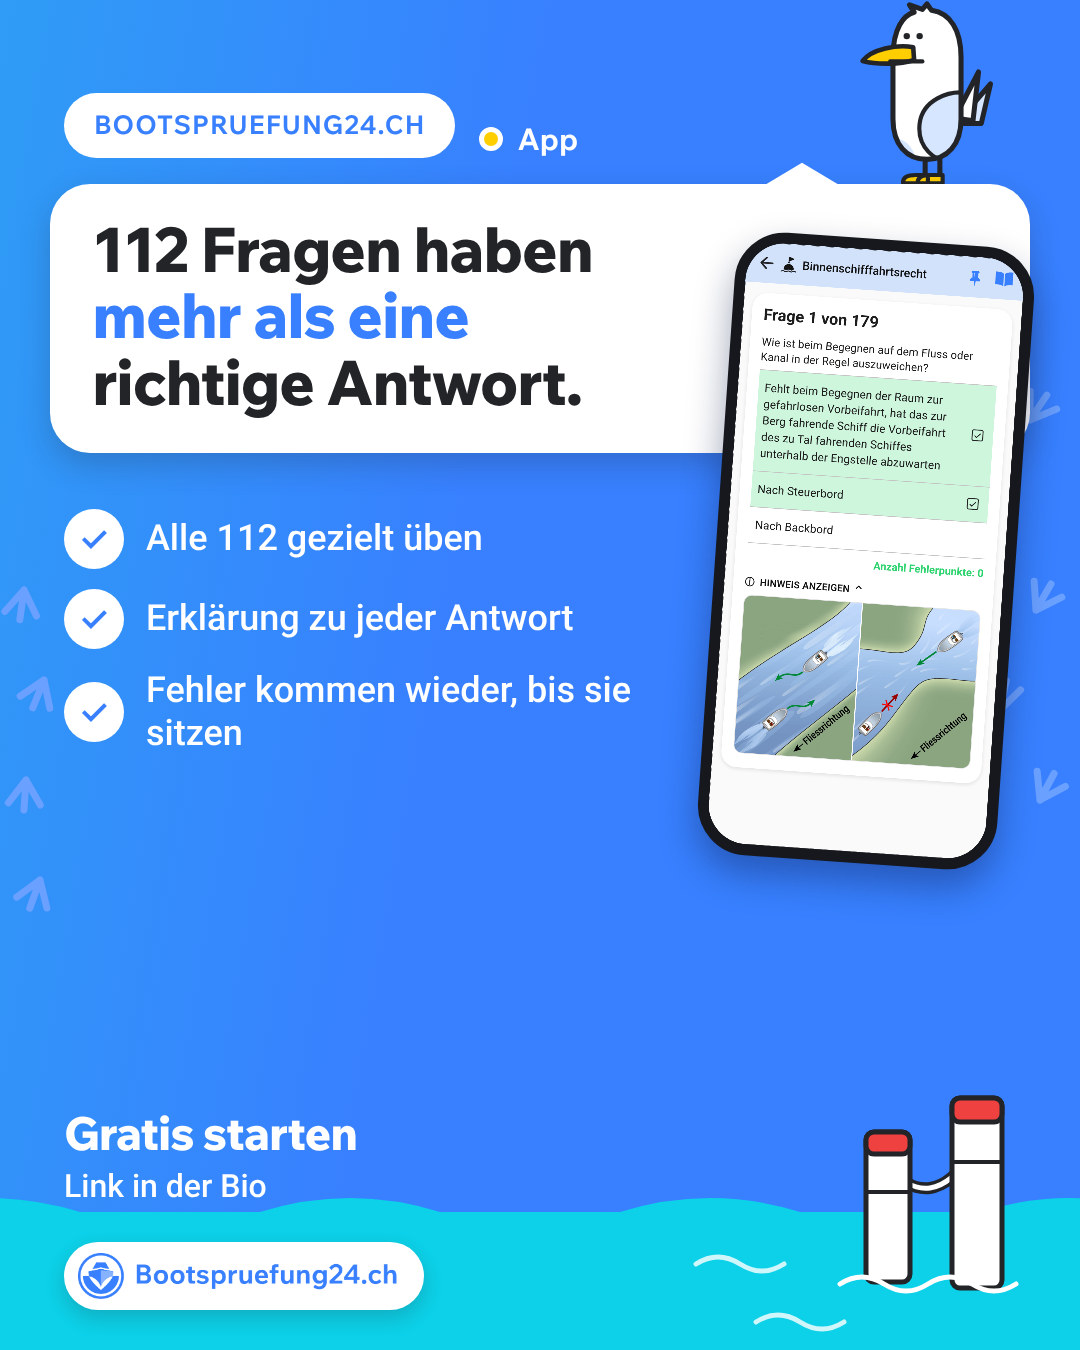 BOOTSPRUEFUNG24.CH
App
112 Fragen haben
mehr als eine
richtige Antwort.
Binnenschifffahrtsrecht
Frage 1 von 179
Wie ist beim Begegnen auf dem Fluss oder
Kanal in der Regel auszuweichen?
Fehlt beim Begegnen der Raum zur
gefahrlosen Vorbeifahrt, hat das zur
Berg fahrende Schiff die Vorbeifahrt
des zu Tal fahrenden Schiffes
unterhalb der Engstelle abzuwarten
Nach Steuerbord
Nach Backbord
Anzahl Fehlerpunkte: 0
HINWEIS ANZEIGEN
Fliessrichtung
Fliessrichtung
Alle 112 gezielt üben
Erklärung zu jeder Antwort
Fehler kommen wieder, bis sie
sitzen
Gratis starten
Link in der Bio
Bootspruefung24.ch